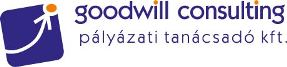 goodwill consulting
pályázati tanácsadó kft.